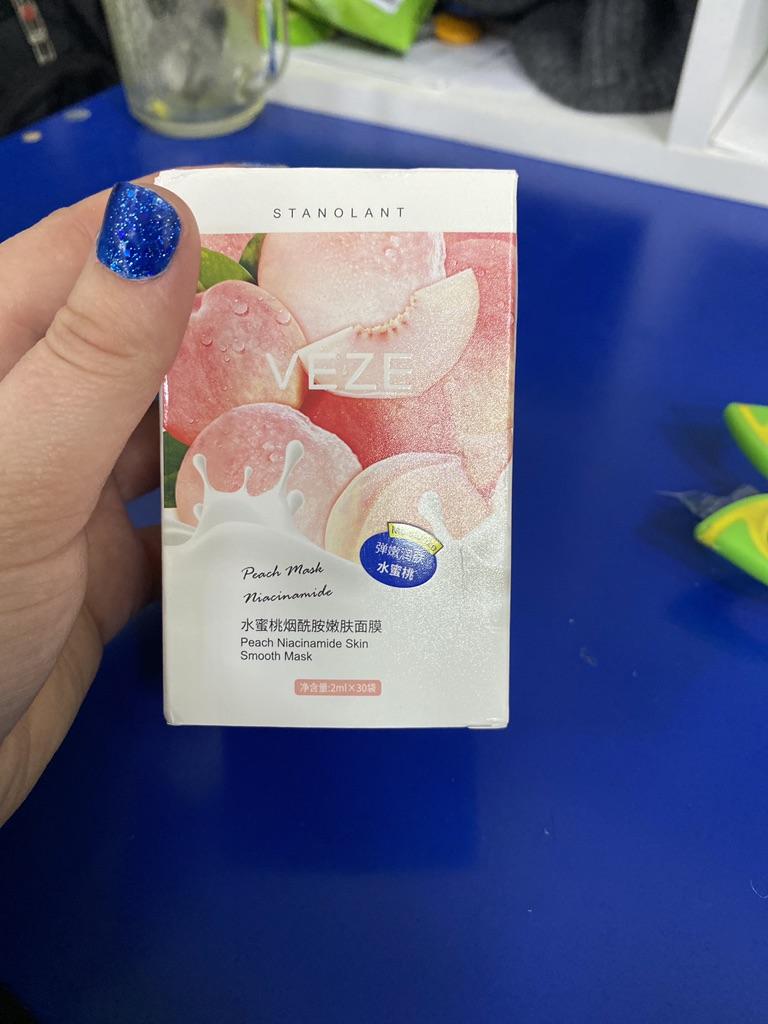 STANOLANT
VEZE
弹嫩润肤
水蜜桃
Peach Mask
Niacinamide
水蜜桃烟酰胺嫩肤面膜
Peach Niacinamide Skin
Smooth Mask
净含量:2ml×30袋